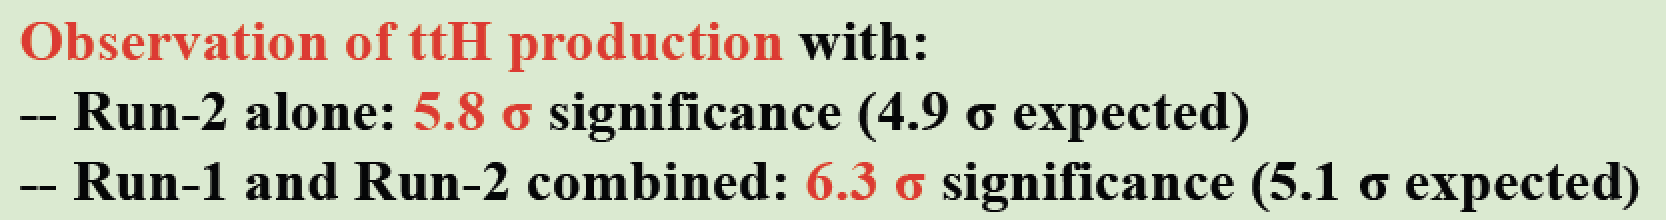 Observation of ttH production with:
-- Run-2 alone: 5.8 σ significance (4.9 σ expected)
-- Run-1 and Run-2 combined: 6.3 σ significance (5.1 σ expected)